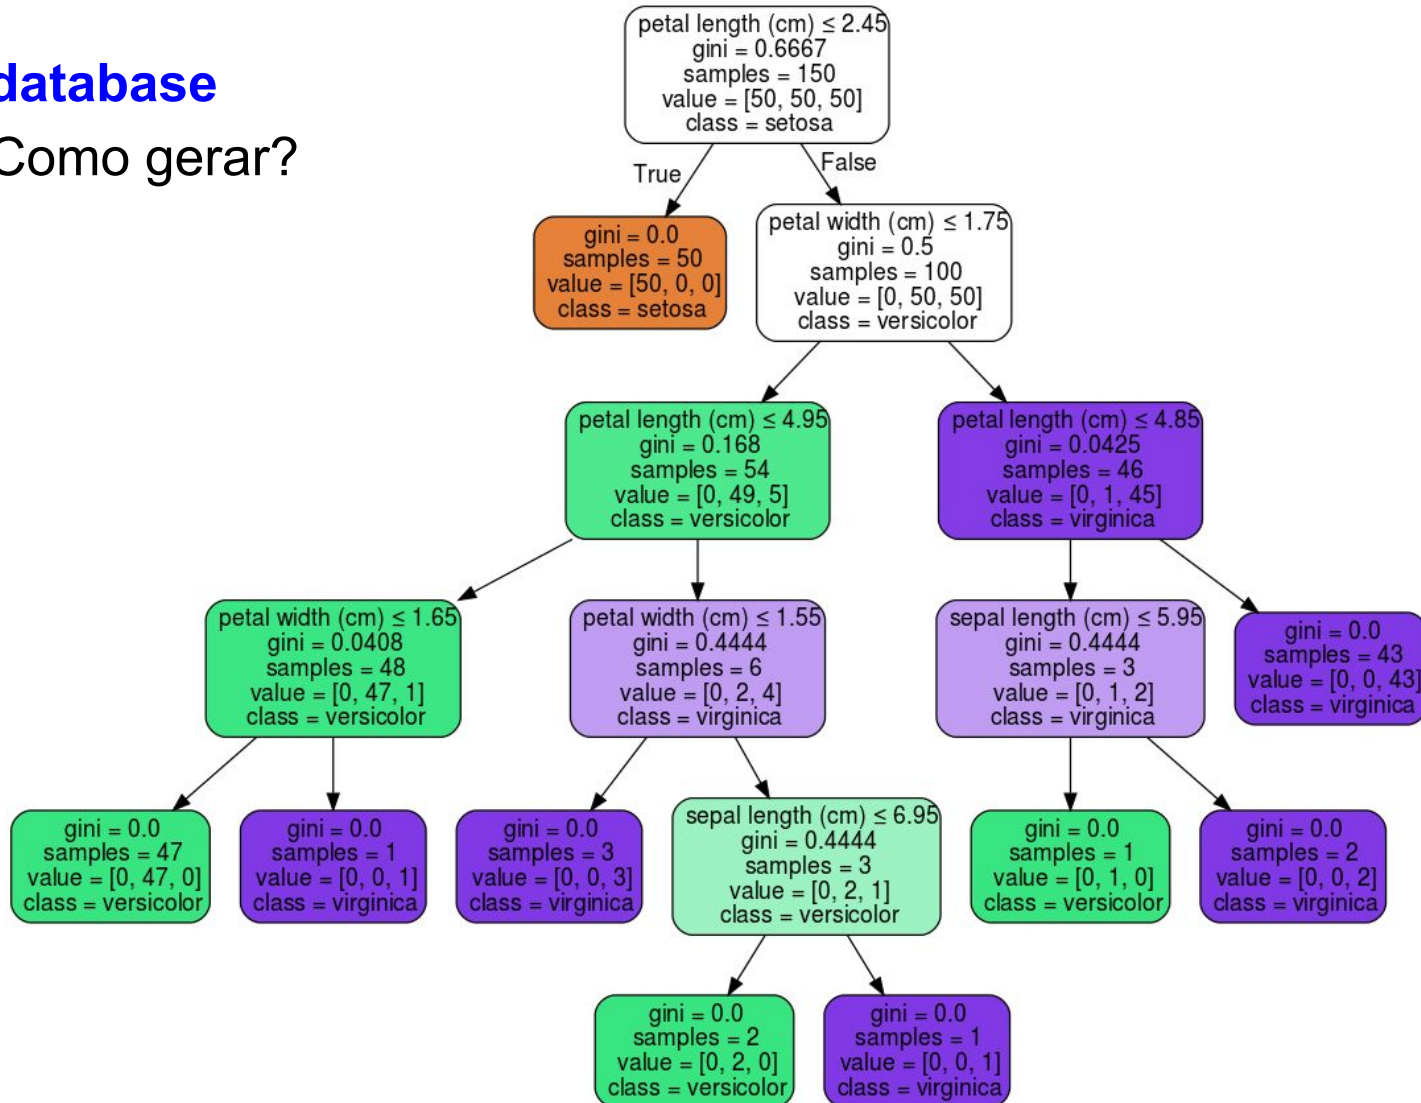 database
Como gerar?
petal length (cm) ≤ 2.45
gini = 0.6667
samples = 150
value = [50, 50, 50]
class = setosa
True
False
gini = 0.0
samples = 50
value = [50, 0, 0]
class = setosa
petal width (cm) ≤ 1.75
gini = 0.5
samples = 100
value = [0, 50, 50]
class = versicolor
petal length (cm) ≤ 4.95
gini = 0.168
samples = 54
value = [0, 49, 5]
class = versicolor
petal length (cm) ≤ 4.85
gini = 0.0425
samples = 46
value = [0, 1, 45]
class = virginica
petal width (cm) ≤ 1.65
gini = 0.0408
samples = 48
value = [0, 47, 1]
class = versicolor
petal width (cm) ≤ 1.55
gini = 0.4444
samples = 6
value = [0, 2, 4]
class = virginica
sepal length (cm) ≤ 5.95
gini = 0.4444
samples = 3
value = [0, 1, 2]
class = virginica
gini = 0.0
samples = 43
value = [0, 0, 43]
class = virginica
gini = 0.0
samples = 47
value = [0, 47, 0]
class = versicolor
gini = 0.0
samples = 1
value = [0, 0, 1]
class = virginica
gini = 0.0
samples = 3
value = [0, 0, 3]
class = virginica
sepal length (cm) ≤ 6.95
gini = 0.4444
samples = 3
value = [0, 2, 1]
class = versicolor
gini = 0.0
samples = 1
value = [0, 1, 0]
class = versicolor
gini = 0.0
samples = 2
value = [0, 0, 2]
class = virginica
gini = 0.0
samples = 2
value = [0, 2, 0]
class = versicolor
gini = 0.0
samples = 1
value = [0, 0, 1]
class = virginica